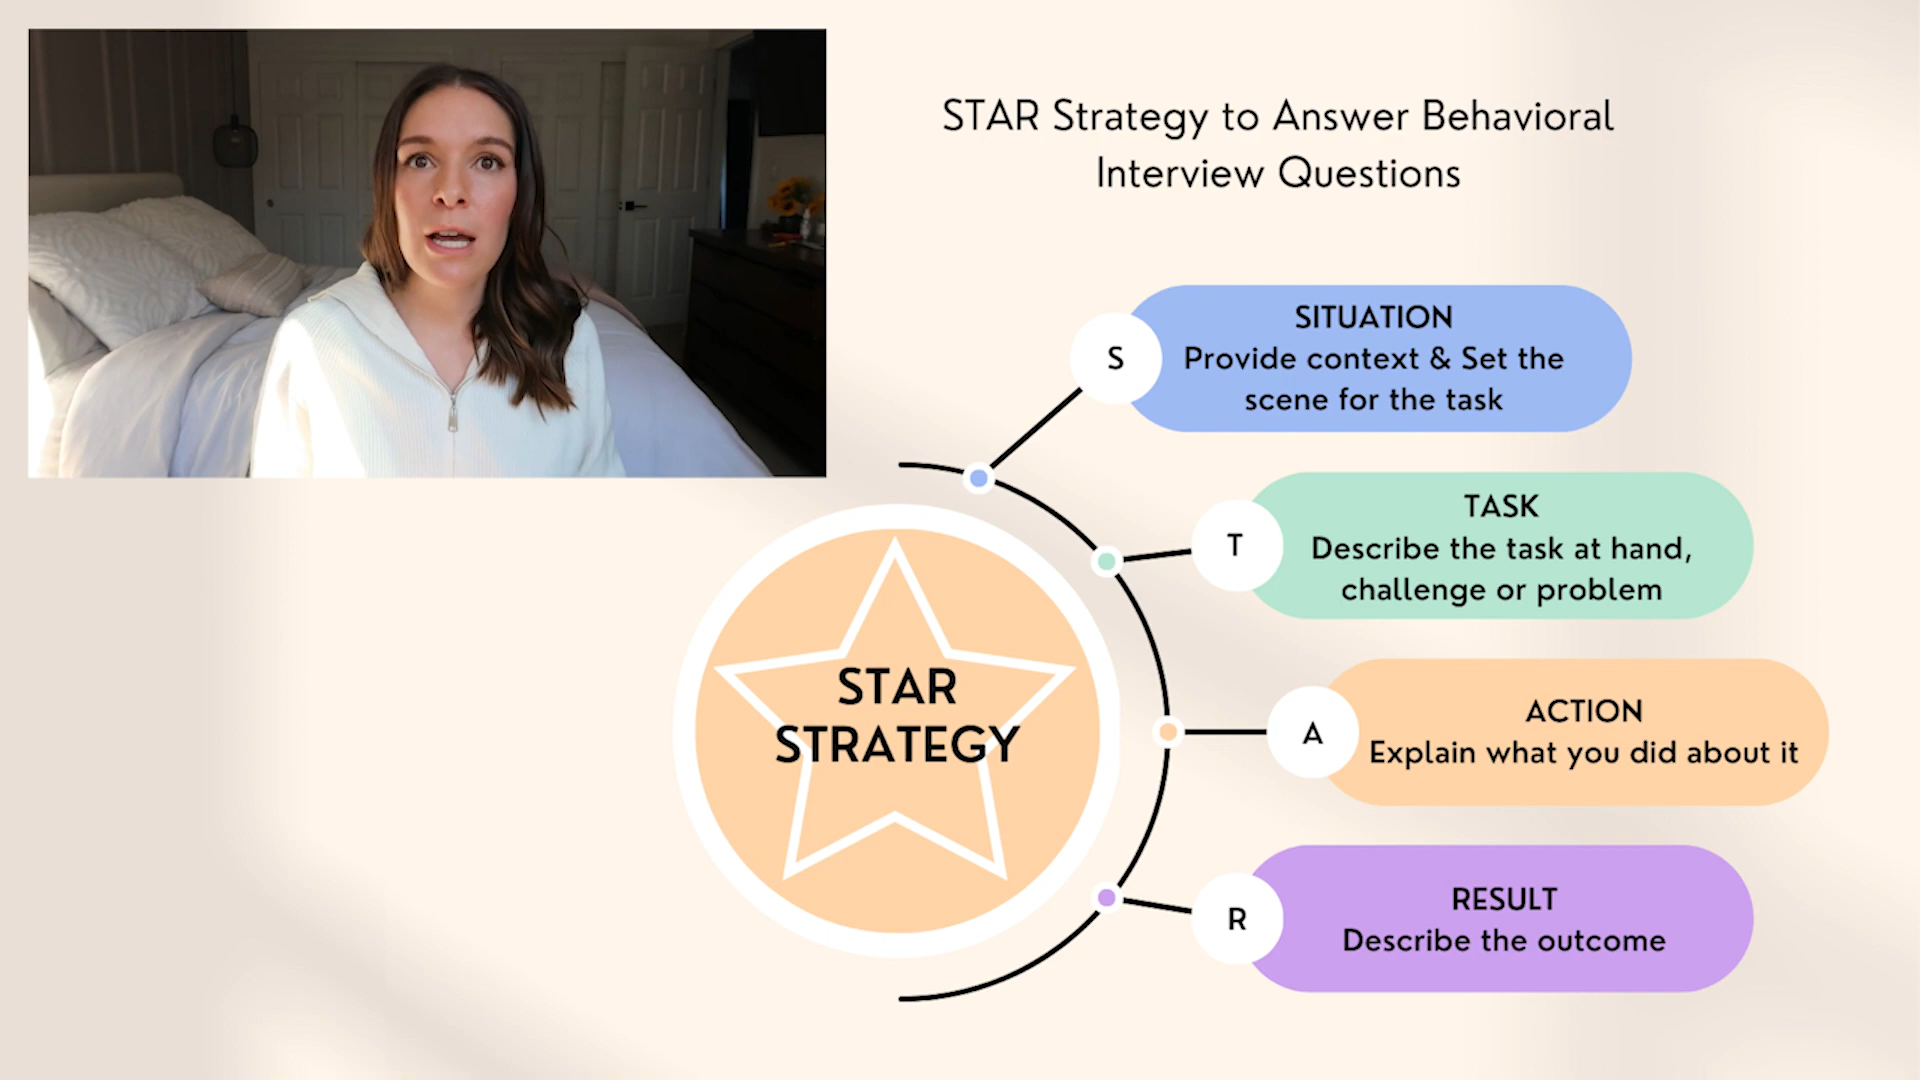 STAR Strategy to Answer Behavioral
Interview Questions
S
SITUATION
Provide context & Set the
scene for the task
T
TASK
Describe the task at hand,
challenge or problem
A
ACTION
Explain what you did about it
R
RESULT
Describe the outcome
STAR
STRATEGY